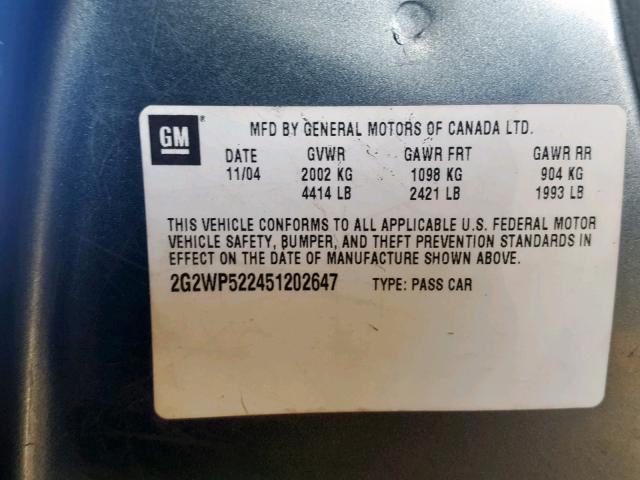 GM MFD BY GENERAL MOTORS OF CANADA LTD.
DATE GVWR GAWR FRT GAWR RR
11/04 2002 KG 1098 KG 904 KG
4414 LB 2421 LB 1993 LB
THIS VEHICLE CONFORMS TO ALL APPLICABLE U.S. FEDERAL MOTOR
VEHICLE SAFETY, BUMPER, AND THEFT PREVENTION STANDARDS IN
EFFECT ON THE DATE OF MANUFACTURE SHOWN ABOVE.
2G2WP522451202647 TYPE: PASS CAR